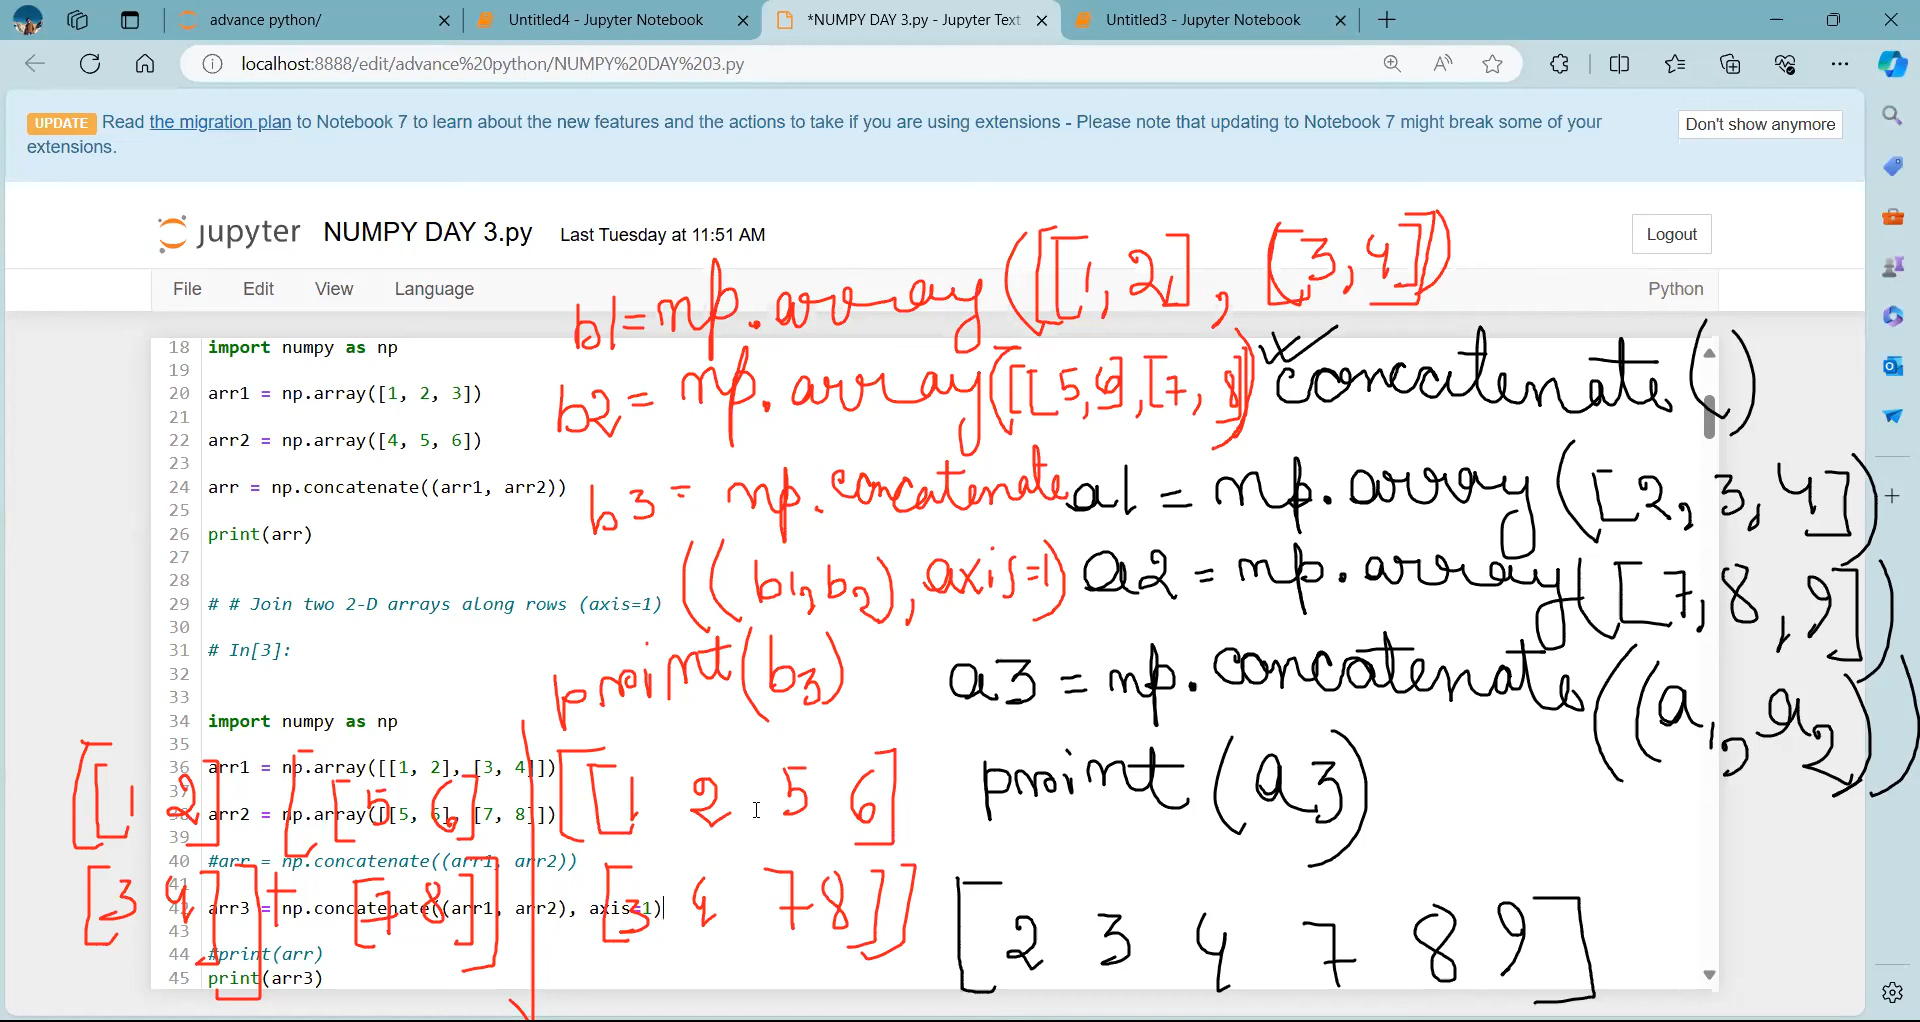 advance python/
Untitled4 - Jupyter Notebook
*NUMPY DAY 3.py - Jupyter Text
Untitled3 - Jupyter Notebook
localhost:8888/edit/advance%20python/NUMPY%20DAY%203.py
UPDATE Read the migration plan to Notebook 7 to learn about the new features and the actions to take if you are using extensions - Please note that updating to Notebook 7 might break some of your
extensions.
Don't show anymore
jupyter NUMPY DAY 3.py Last Tuesday at 11:51 AM
Logout
File Edit View Language
Python
18 import numpy as np
19
20 arr1 = np.array([1, 2, 3])
21
22 arr2 = np.array([4, 5, 6])
23
24 arr = np.concatenate((arr1, arr2))
25
26 print(arr)
27
28
29 # # Join two 2-D arrays along rows (axis=1)
30
31 # In[3]:
32
33
34 import numpy as np
35
36 arr1 = np.array([[1, 2], [3, 4]])
37
38 arr2 = np.array([[5, 6], [7, 8]])
39
40 #arr = np.concatenate((arr1, arr2))
41
42 arr3 = np.concatenate((arr1, arr2), axis=1)
43
44 #print(arr)
45 print(arr3)
b1=np.array([[1, 2], [3, 4]])
b2= np.array([[5,6],[7, 8]])
b3 = np.concatenate
((b1, b2), axis=1)
print(b3)
[[1 2] [[5 6]
[3 4]] + [7 8]]
[[1 2 5 6]
[3 4 7 8]]
concatenate()
a1 = np.array([2, 3, 4])
a2 = np.array([7, 8, 9])
a3 = np.concatenate((a1, a2))
print(a3)
[2 3 4 7 8 9]